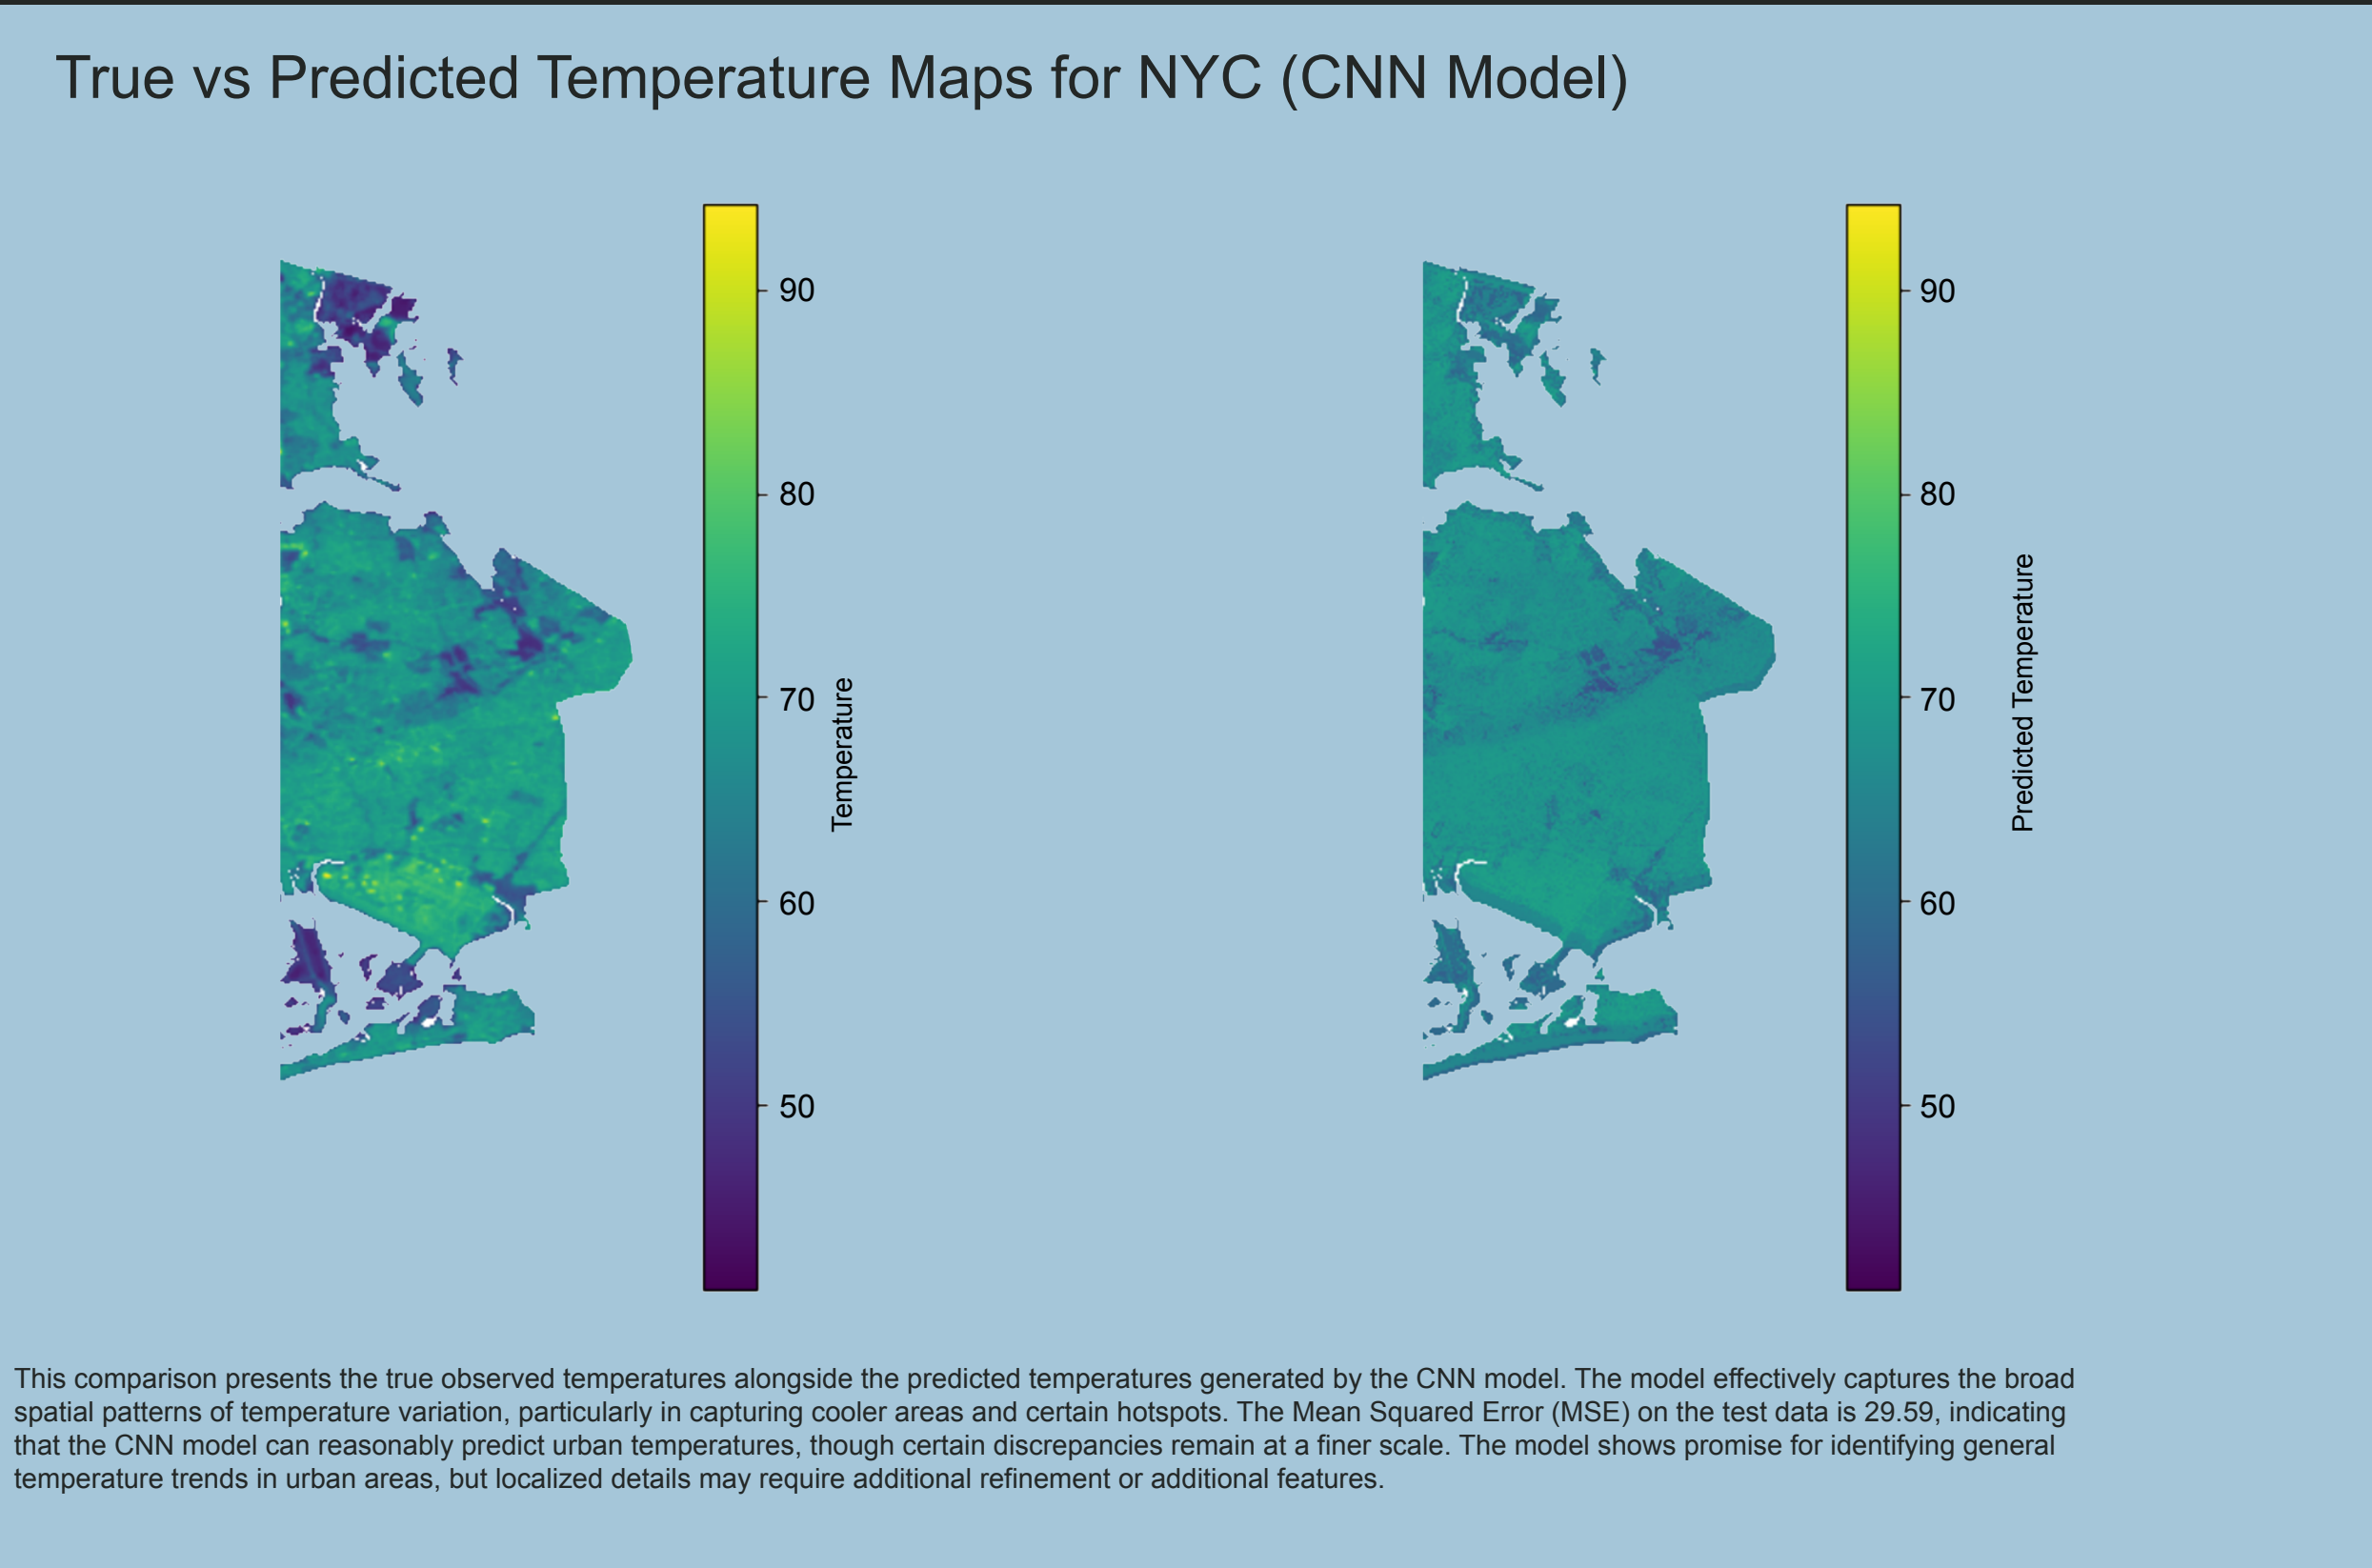 True vs Predicted Temperature Maps for NYC (CNN Model)
90
80
70
60
50
Temperature
90
80
70
60
50
Predicted Temperature
This comparison presents the true observed temperatures alongside the predicted temperatures generated by the CNN model. The model effectively captures the broad
spatial patterns of temperature variation, particularly in capturing cooler areas and certain hotspots. The Mean Squared Error (MSE) on the test data is 29.59, indicating
that the CNN model can reasonably predict urban temperatures, though certain discrepancies remain at a finer scale. The model shows promise for identifying general
temperature trends in urban areas, but localized details may require additional refinement or additional features.